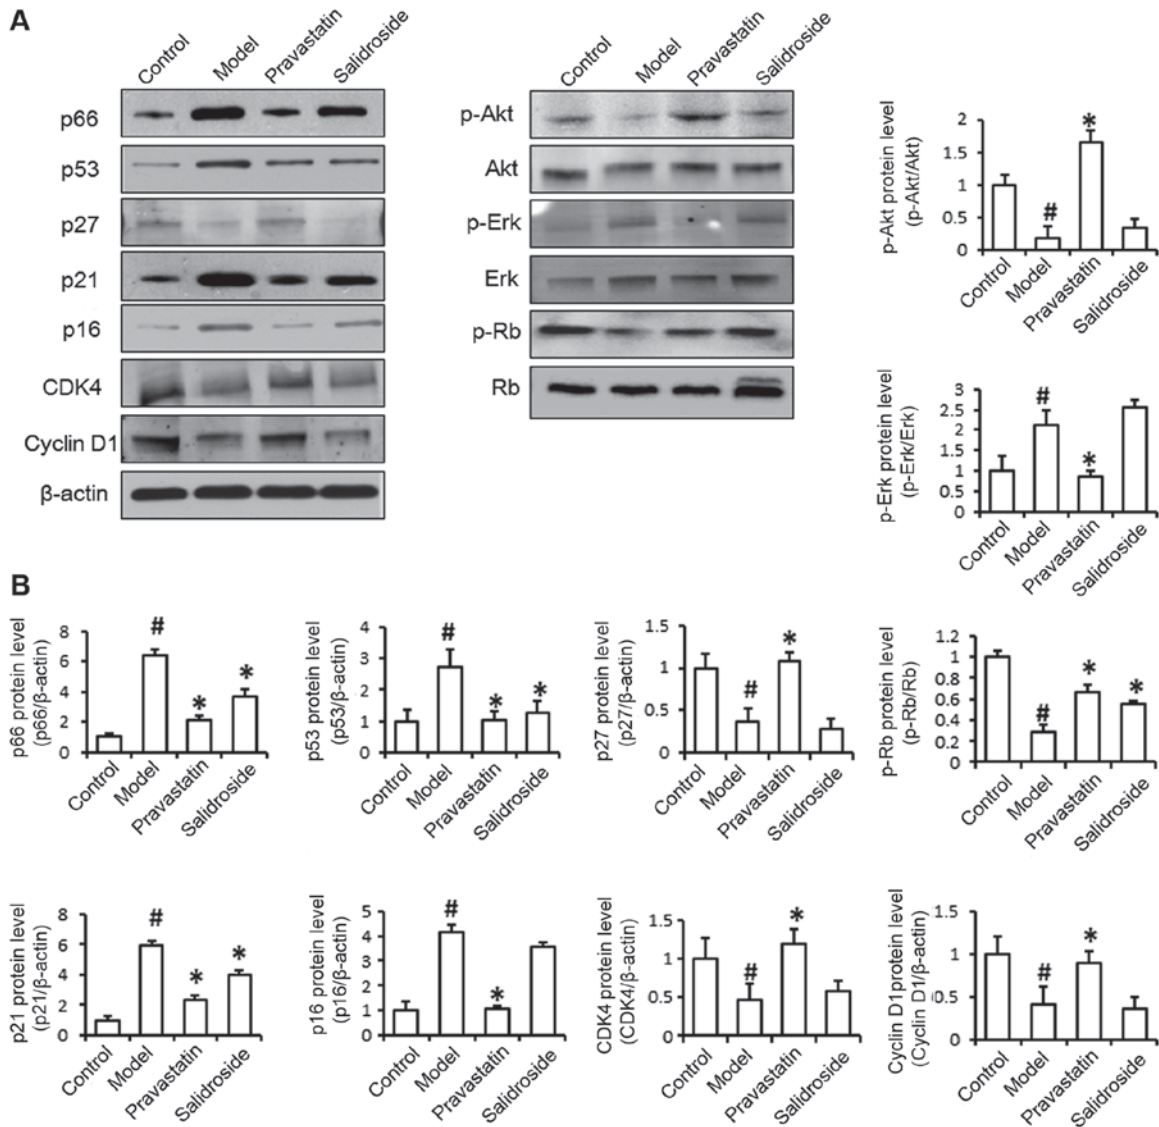 A
Control
Model
Pravastatin
Salidroside
p66
p53
p27
p21
p16
CDK4
Cyclin D1
β-actin
Control
Model
Pravastatin
Salidroside
p-Akt
Akt
p-Erk
Erk
p-Rb
Rb
p-Akt protein level
(p-Akt/Akt)
2
1.5
1
0.5
0
#
*
Control
Model
Pravastatin
Salidroside
p-Erk protein level
(p-Erk/Erk)
3
2.5
2
1.5
1
0.5
0
#
*
Control
Model
Pravastatin
Salidroside
B
p66 protein level
(p66/β-actin)
8
6
4
2
0
#
*
*
Control
Model
Pravastatin
Salidroside
p53 protein level
(p53/β-actin)
4
3
2
1
0
#
*
*
Control
Model
Pravastatin
Salidroside
p27 protein level
(p27/β-actin)
1.5
1
0.5
0
#
*
Control
Model
Pravastatin
Salidroside
p-Rb protein level
(p-Rb/Rb)
1.2
1
0.8
0.6
0.4
0.2
0
#
*
*
Control
Model
Pravastatin
Salidroside
p21 protein level
(p21/β-actin)
8
6
4
2
0
#
*
*
Control
Model
Pravastatin
Salidroside
p16 protein level
(p16/β-actin)
5
4
3
2
1
0
#
*
Control
Model
Pravastatin
Salidroside
CDK4 protein level
(CDK4/β-actin)
1.5
1
0.5
0
#
*
Control
Model
Pravastatin
Salidroside
Cyclin D1protein level
(Cyclin D1/β-actin)
1.5
1
0.5
0
#
*
Control
Model
Pravastatin
Salidroside